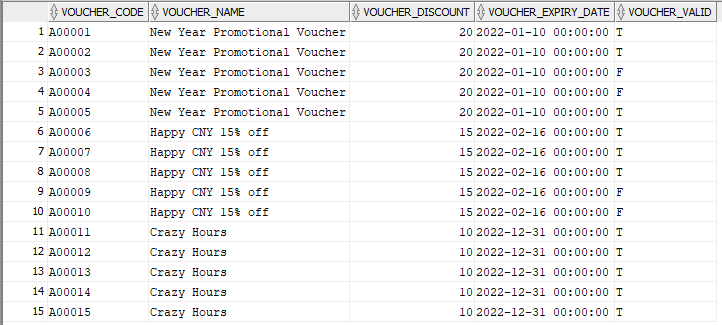 VOUCHER_CODE VOUCHER_NAME VOUCHER_DISCOUNT VOUCHER_EXPIRY_DATE VOUCHER_VALID
1 A00001 New Year Promotional Voucher 20 2022-01-10 00:00:00 T
2 A00002 New Year Promotional Voucher 20 2022-01-10 00:00:00 T
3 A00003 New Year Promotional Voucher 20 2022-01-10 00:00:00 F
4 A00004 New Year Promotional Voucher 20 2022-01-10 00:00:00 F
5 A00005 New Year Promotional Voucher 20 2022-01-10 00:00:00 T
6 A00006 Happy CNY 15% off 15 2022-02-16 00:00:00 T
7 A00007 Happy CNY 15% off 15 2022-02-16 00:00:00 T
8 A00008 Happy CNY 15% off 15 2022-02-16 00:00:00 T
9 A00009 Happy CNY 15% off 15 2022-02-16 00:00:00 F
10 A00010 Happy CNY 15% off 15 2022-02-16 00:00:00 F
11 A00011 Crazy Hours 10 2022-12-31 00:00:00 T
12 A00012 Crazy Hours 10 2022-12-31 00:00:00 T
13 A00013 Crazy Hours 10 2022-12-31 00:00:00 T
14 A00014 Crazy Hours 10 2022-12-31 00:00:00 T
15 A00015 Crazy Hours 10 2022-12-31 00:00:00 T